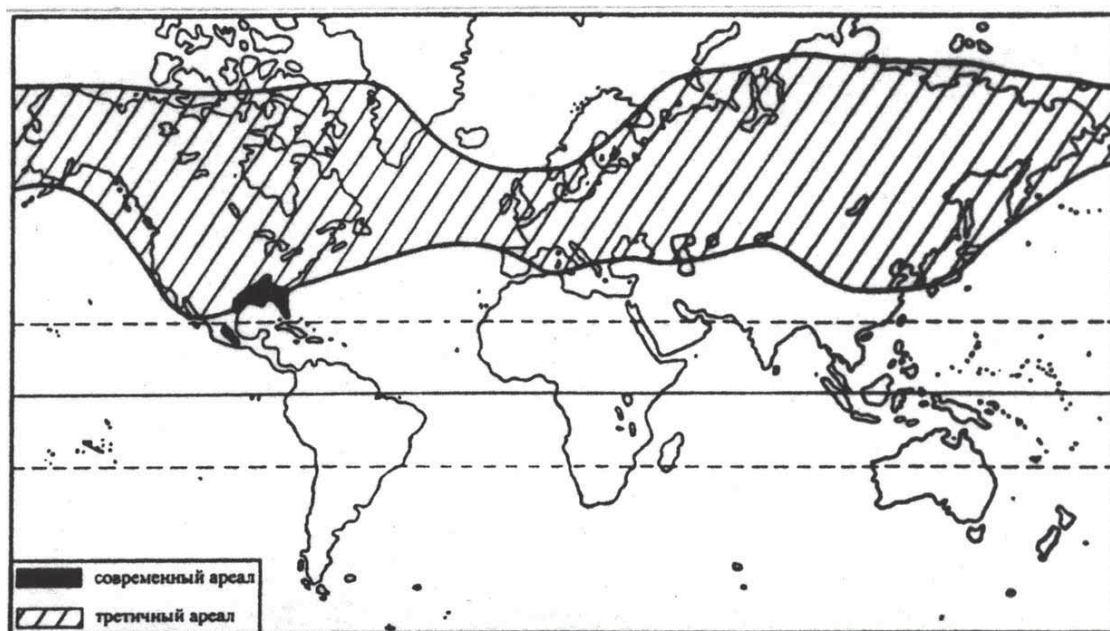 современный ареал
третичный ареал